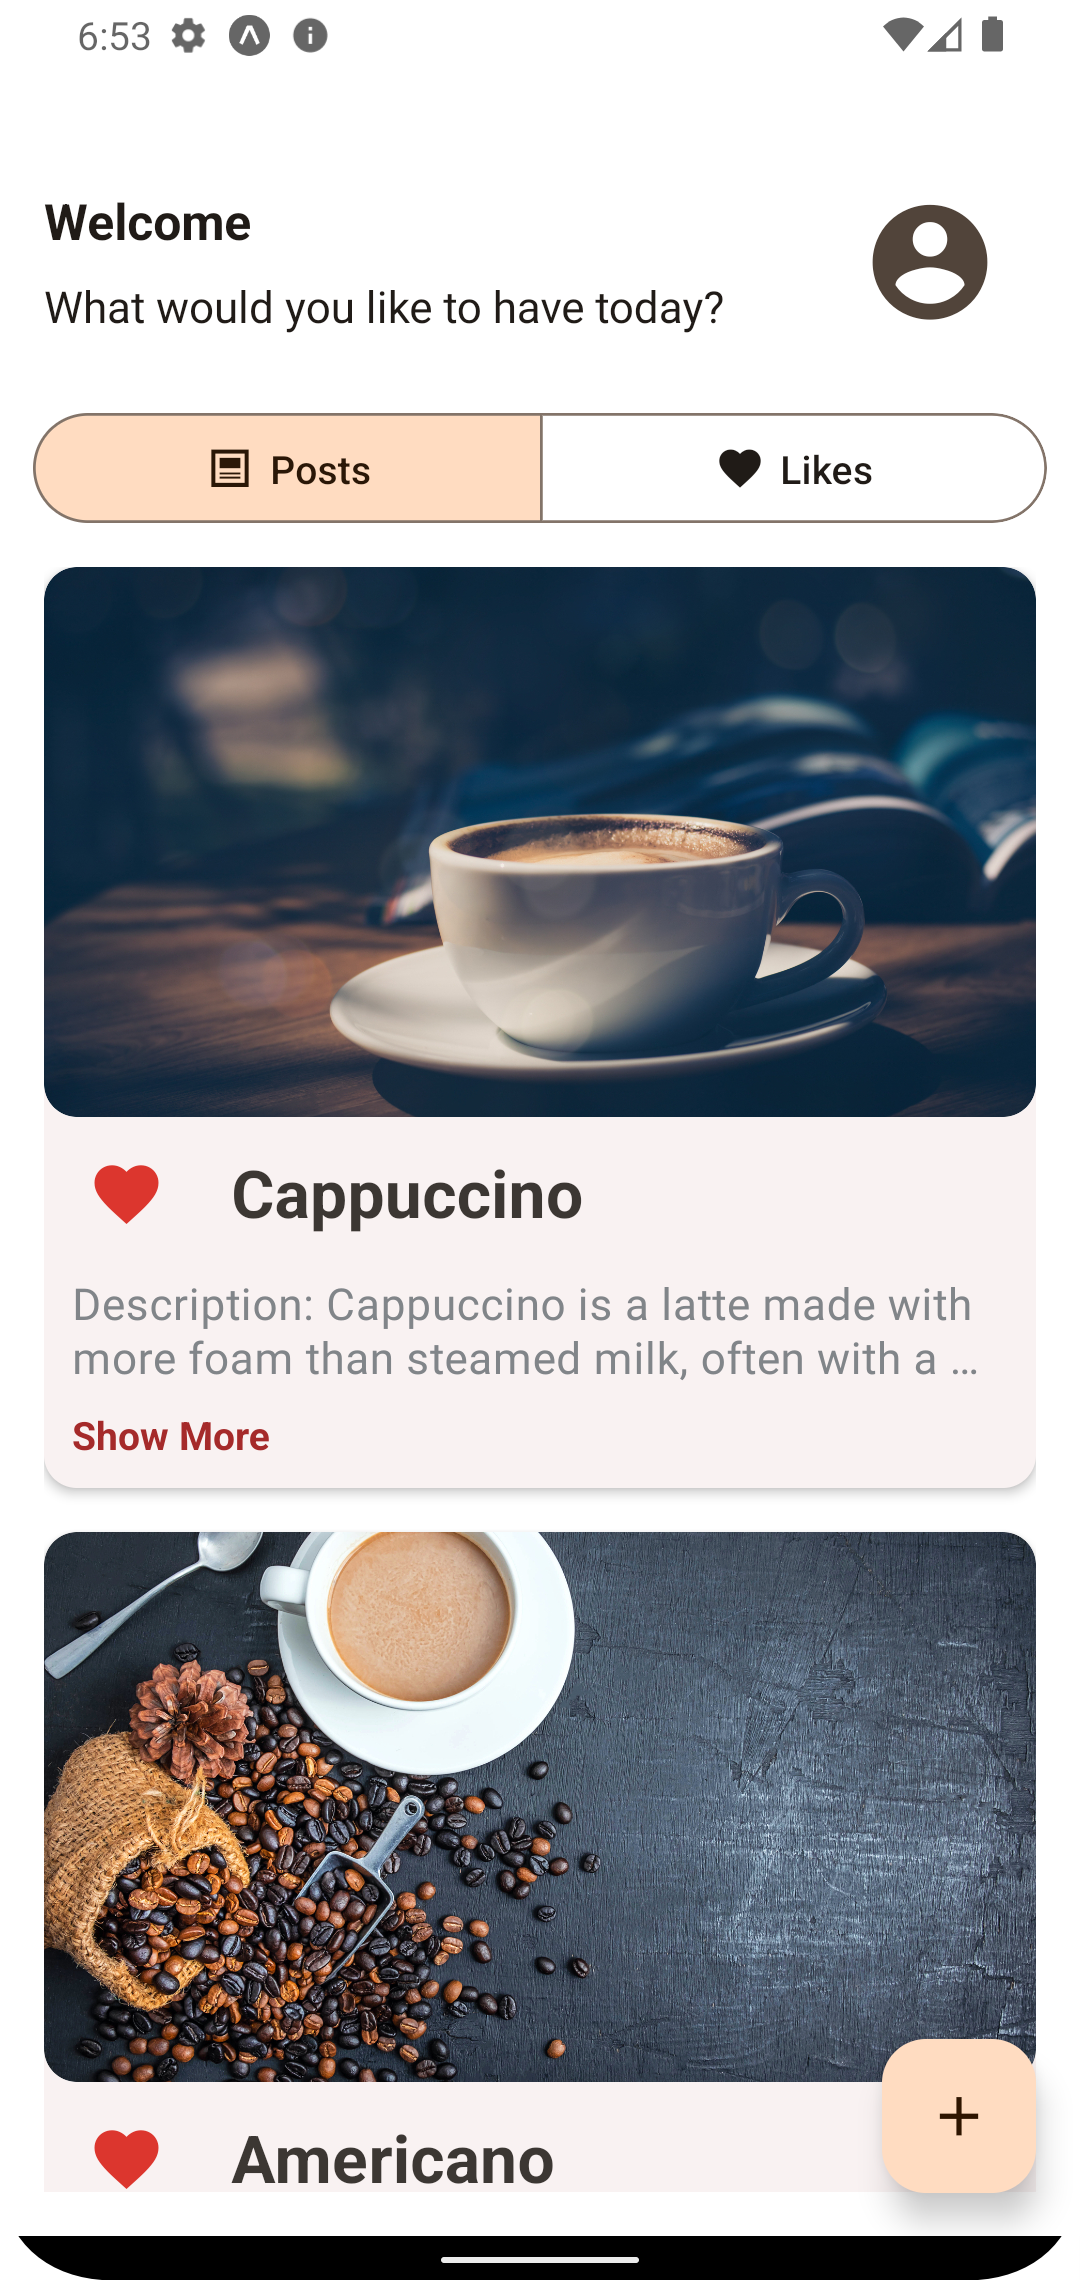 6:53
Welcome
What would you like to have today?
Posts
Likes
Cappuccino
Description: Cappuccino is a latte made with
more foam than steamed milk, often with a ...
Show More
Americano